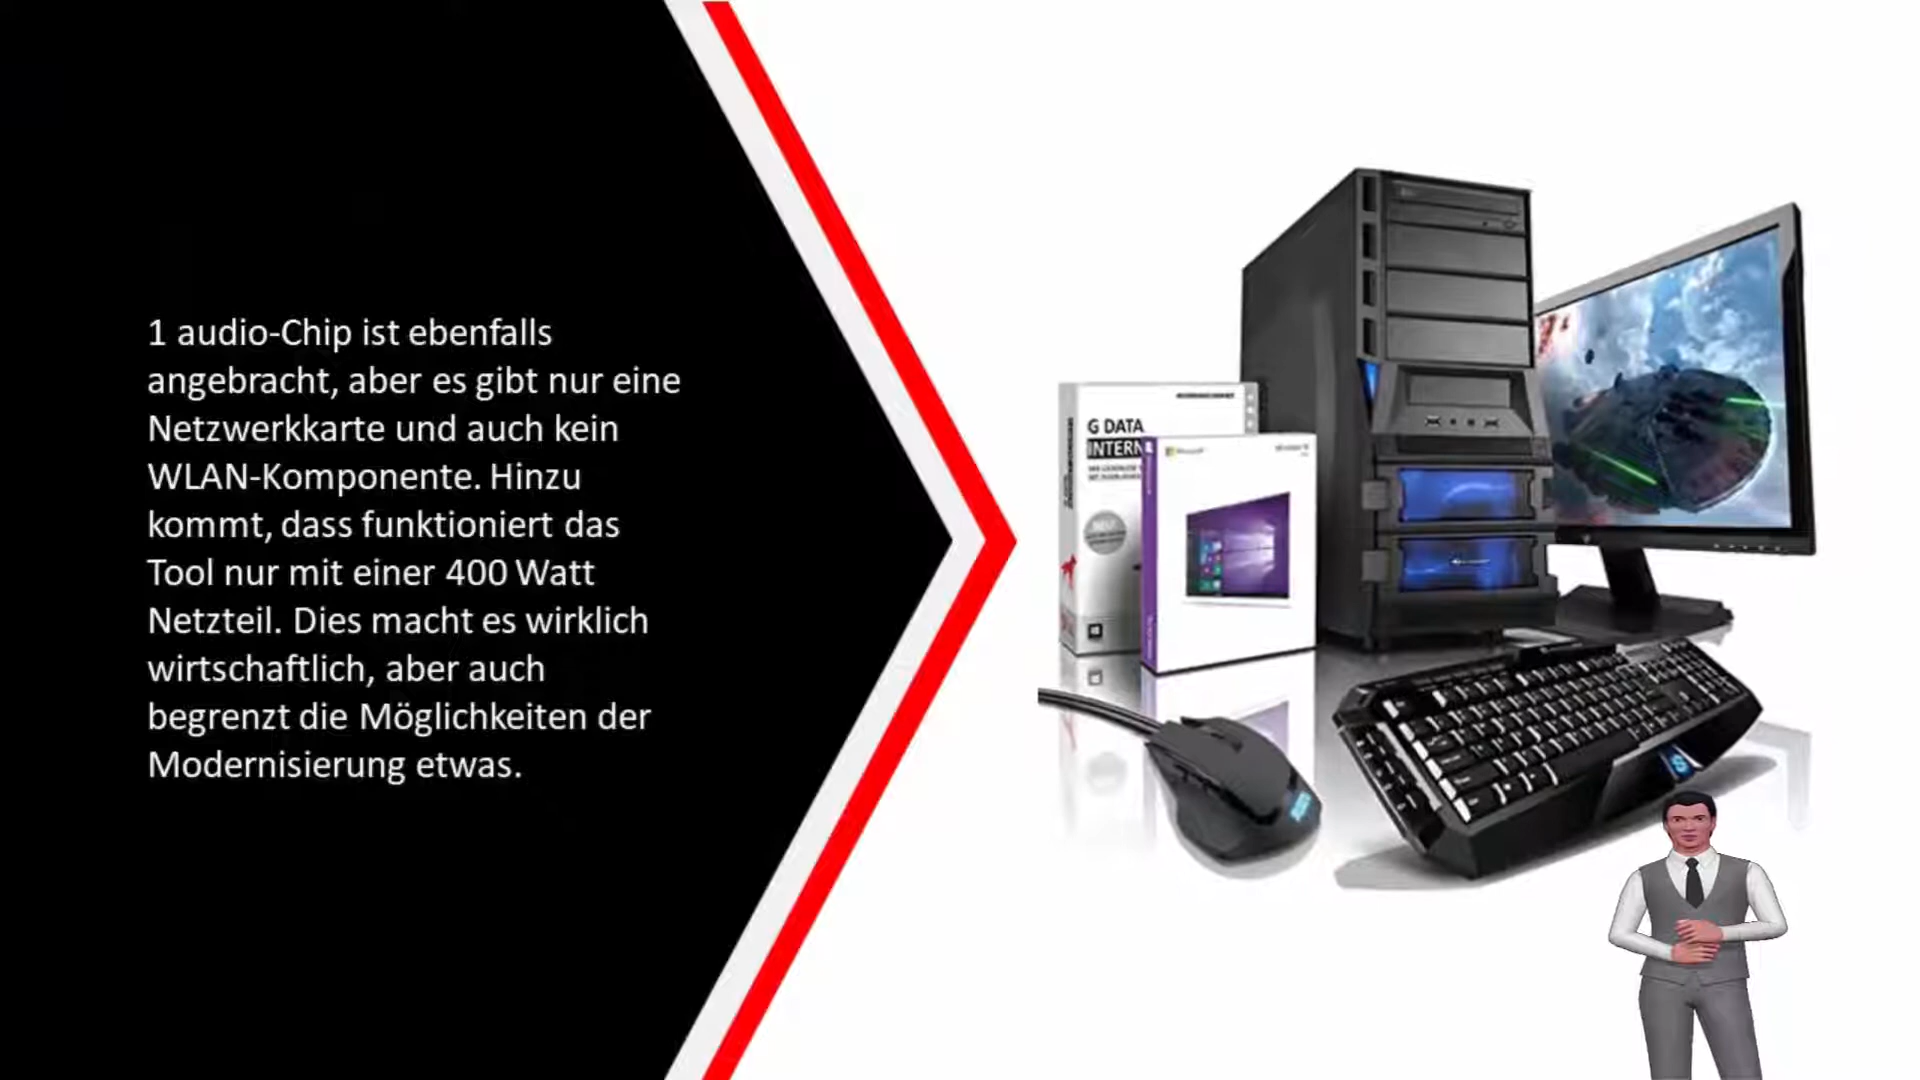 1 audio-Chip ist ebenfalls
angebracht, aber es gibt nur eine
Netzwerkkarte und auch kein
WLAN-Komponente. Hinzu
kommt, dass funktioniert das
Tool nur mit einer 400 Watt
Netzteil. Dies macht es wirklich
wirtschaftlich, aber auch
begrenzt die Möglichkeiten der
Modernisierung etwas.
G DATA
INTERN
Microsoft